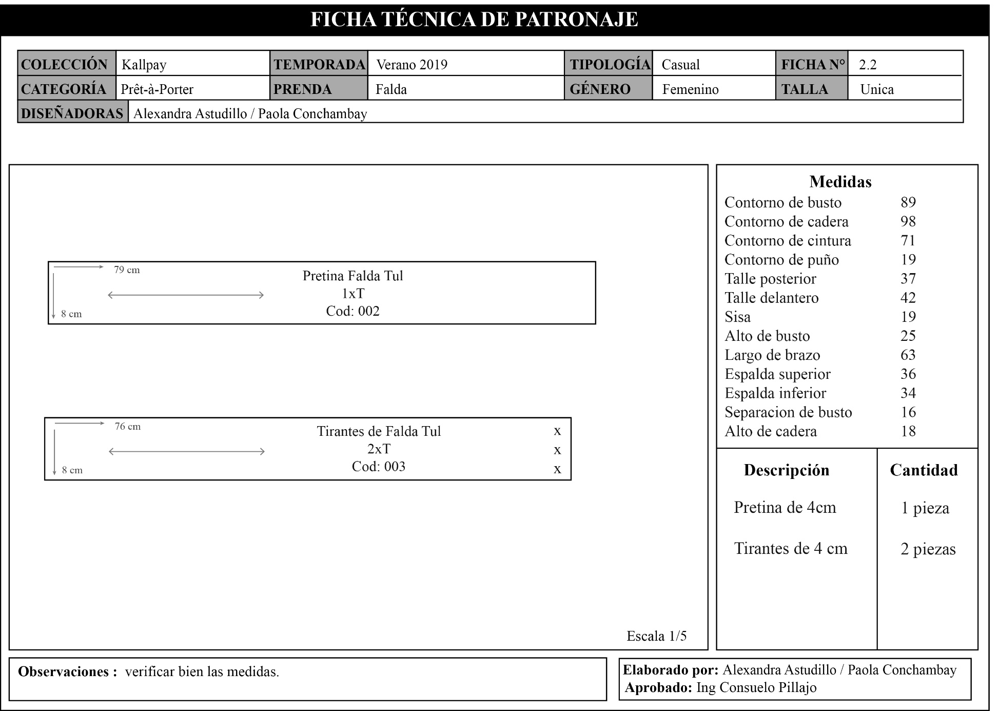 FICHA TÉCNICA DE PATRONAJE
COLECCIÓN Kallpay TEMPORADA Verano 2019 TIPOLOGÍA Casual FICHA N° 2.2
CATEGORÍA Prêt-à-Porter PRENDA Falda GÉNERO Femenino TALLA Unica
DISEÑADORAS Alexandra Astudillo / Paola Conchambay
79 cm
Pretina Falda Tul
1xT
Cod: 002
8 cm
76 cm
Tirantes de Falda Tul
2xT
Cod: 003
8 cm
x
x
x
Escala 1/5
Medidas
Contorno de busto 89
Contorno de cadera 98
Contorno de cintura 71
Contorno de puño 19
Talle posterior 37
Talle delantero 42
Sisa 19
Alto de busto 25
Largo de brazo 63
Espalda superior 36
Espalda inferior 34
Separacion de busto 16
Alto de cadera 18
Descripción Cantidad
Pretina de 4cm 1 pieza
Tirantes de 4 cm 2 piezas
Observaciones : verificar bien las medidas.
Elaborado por: Alexandra Astudillo / Paola Conchambay
Aprobado: Ing Consuelo Pillajo